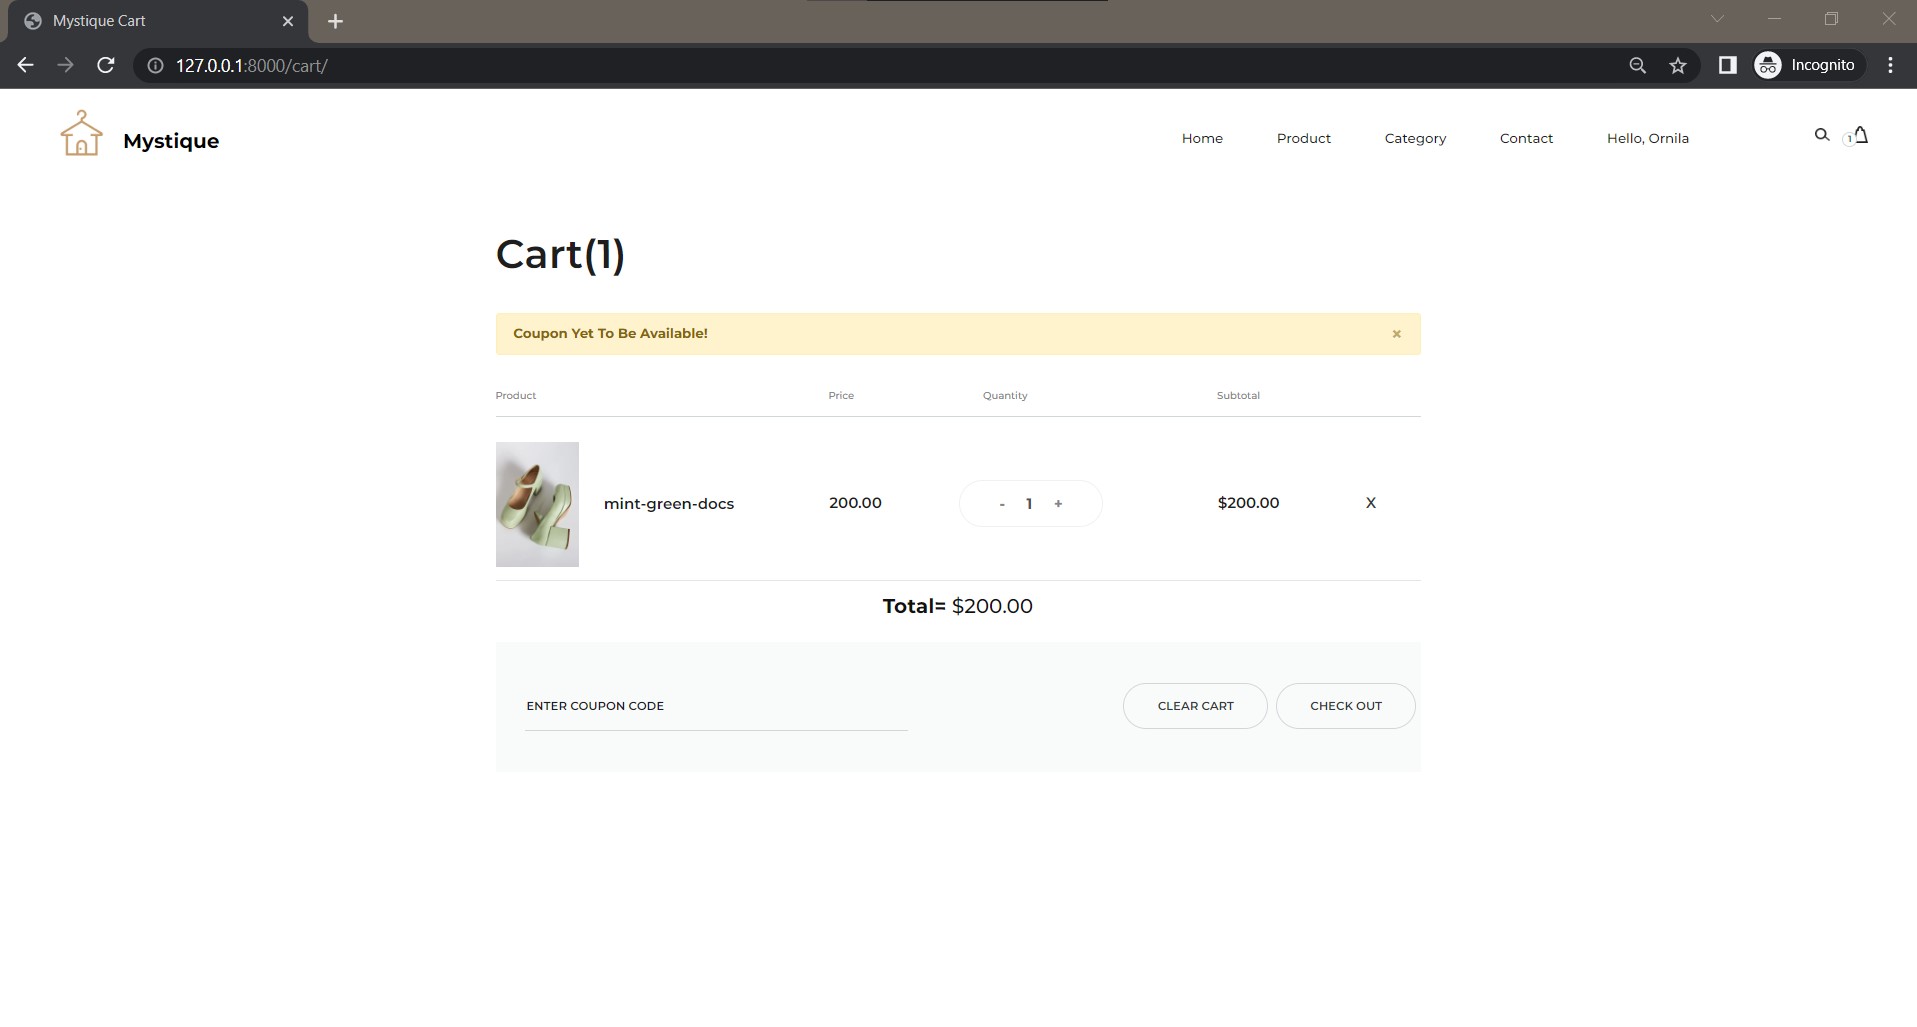 Mystique Cart
127.0.0.1:8000/cart/
Incognito
Mystique
Home Product Category Contact Hello, Ornila
1
Cart(1)
Coupon Yet To Be Available! ×
Product Price Quantity Subtotal
mint-green-docs 200.00 - 1 + $200.00 X
Total= $200.00
ENTER COUPON CODE CLEAR CART CHECK OUT